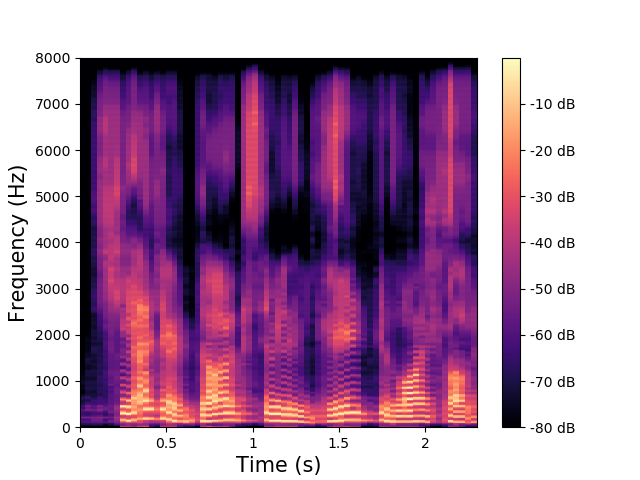 8000
7000
6000
5000
4000
3000
2000
1000
0
Frequency (Hz)
0 0.5 1 1.5 2
Time (s)
-10 dB
-20 dB
-30 dB
-40 dB
-50 dB
-60 dB
-70 dB
-80 dB